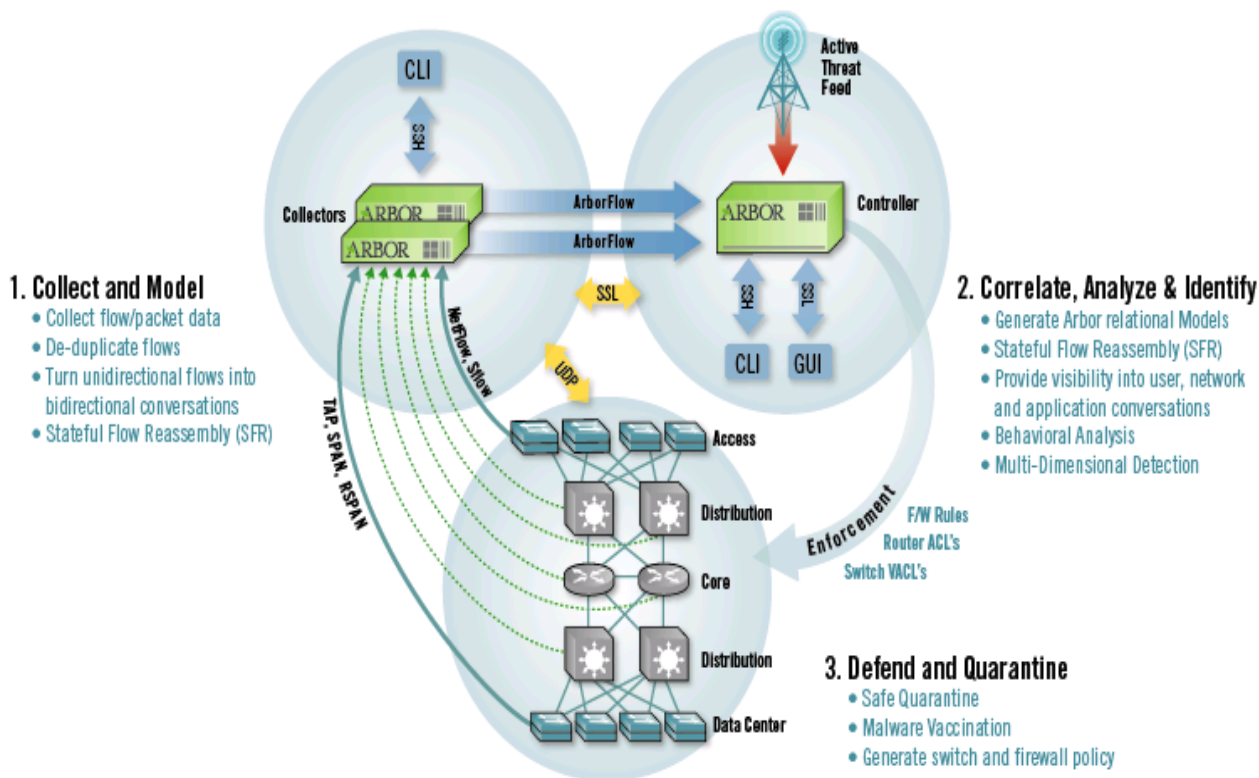 CLI
SSH
Active
Threat
Feed
Collectors
ARBOR
ARBOR
ArborFlow
ArborFlow
ARBOR
Controller
SSL
SSH
SSL
CLI
GUI
NetFlow, Sflow
UDP
TAP, SPAN, RSPAN
1. Collect and Model
• Collect flow/packet data
• De-duplicate flows
• Turn unidirectional flows into
bidirectional conversations
• Stateful Flow Reassembly (SFR)
2. Correlate, Analyze & Identify
• Generate Arbor relational Models
• Stateful Flow Reassembly (SFR)
• Provide visibility into user, network
and application conversations
• Behavioral Analysis
• Multi-Dimensional Detection
Access
Distribution
Core
Distribution
Data Center
Enforcement
F/W Rules
Router ACL's
Switch VACL's
3. Defend and Quarantine
• Safe Quarantine
• Malware Vaccination
• Generate switch and firewall policy